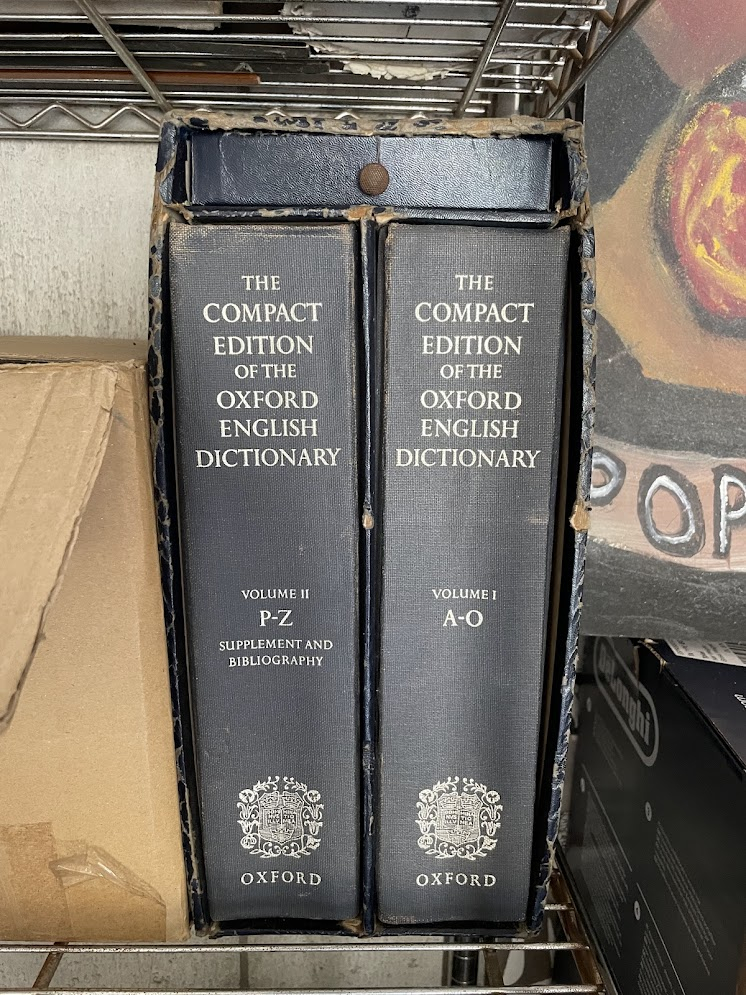 THE
COMPACT
EDITION
OF THE
OXFORD
ENGLISH
DICTIONARY
VOLUME II
P-Z
SUPPLEMENT AND
BIBLIOGRAPHY
OXFORD
THE
COMPACT
EDITION
OF THE
OXFORD
ENGLISH
DICTIONARY
VOLUME I
A-O
OXFORD
POP
DeLonghi